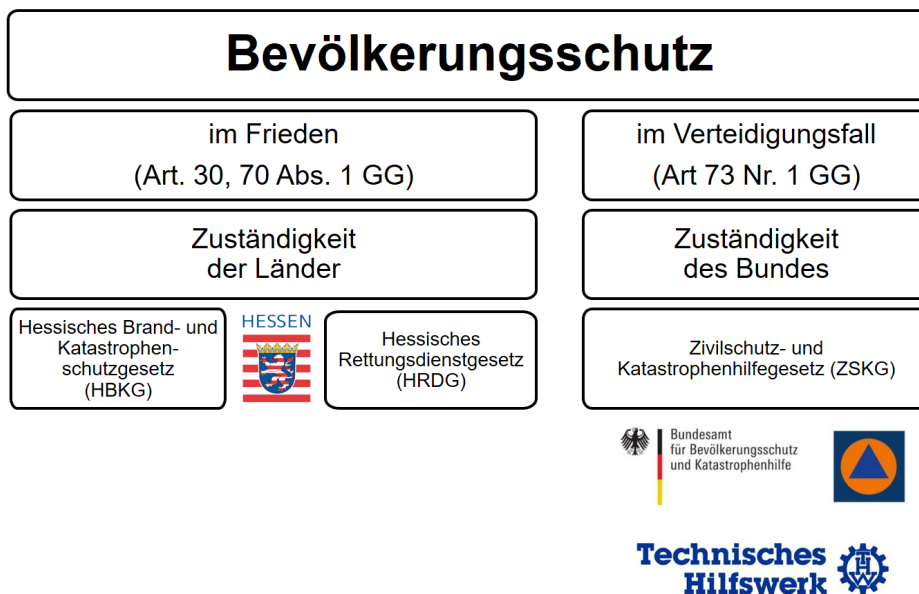 Bevölkerungsschutz
im Frieden
(Art. 30, 70 Abs. 1 GG)
im Verteidigungsfall
(Art 73 Nr. 1 GG)
Zuständigkeit
der Länder
Zuständigkeit
des Bundes
Hessisches Brand- und
Katastrophen-
schutzgesetz
(HBKG)
HESSEN
Hessisches
Rettungsdienstgesetz
(HRDG)
Zivilschutz- und
Katastrophenhilfegesetz (ZSKG)
Bundesamt
für Bevölkerungsschutz
und Katastrophenhilfe
Technisches
Hilfswerk
THW